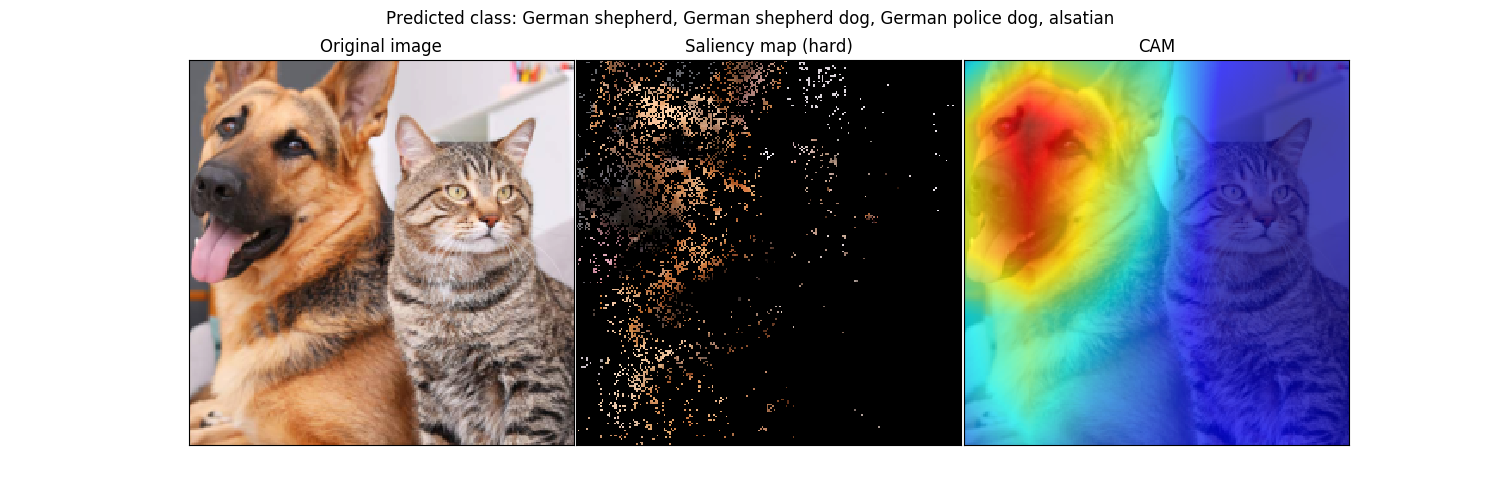 Predicted class: German shepherd, German shepherd dog, German police dog, alsatian
Original image
Saliency map (hard)
CAM